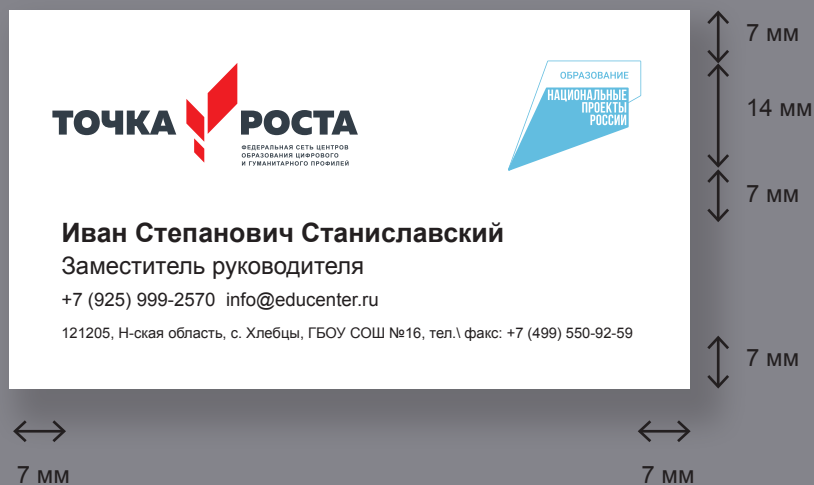 ТОЧКА РОСТА
ФЕДЕРАЛЬНАЯ СЕТЬ ЦЕНТРОВ
ОБРАЗОВАНИЯ ЦИФРОВОГО
И ГУМАНИТАРНОГО ПРОФИЛЕЙ
ОБРАЗОВАНИЕ
НАЦИОНАЛЬНЫЕ
ПРОЕКТЫ
РОССИИ
Иван Степанович Станиславский
Заместитель руководителя
+7 (925) 999-2570 info@educenter.ru
121205, Н-ская область, с. Хлебцы, ГБОУ СОШ №16, тел.\ факс: +7 (499) 550-92-59
7 мм
14 мм
7 мм
7 мм
7 мм
7 мм